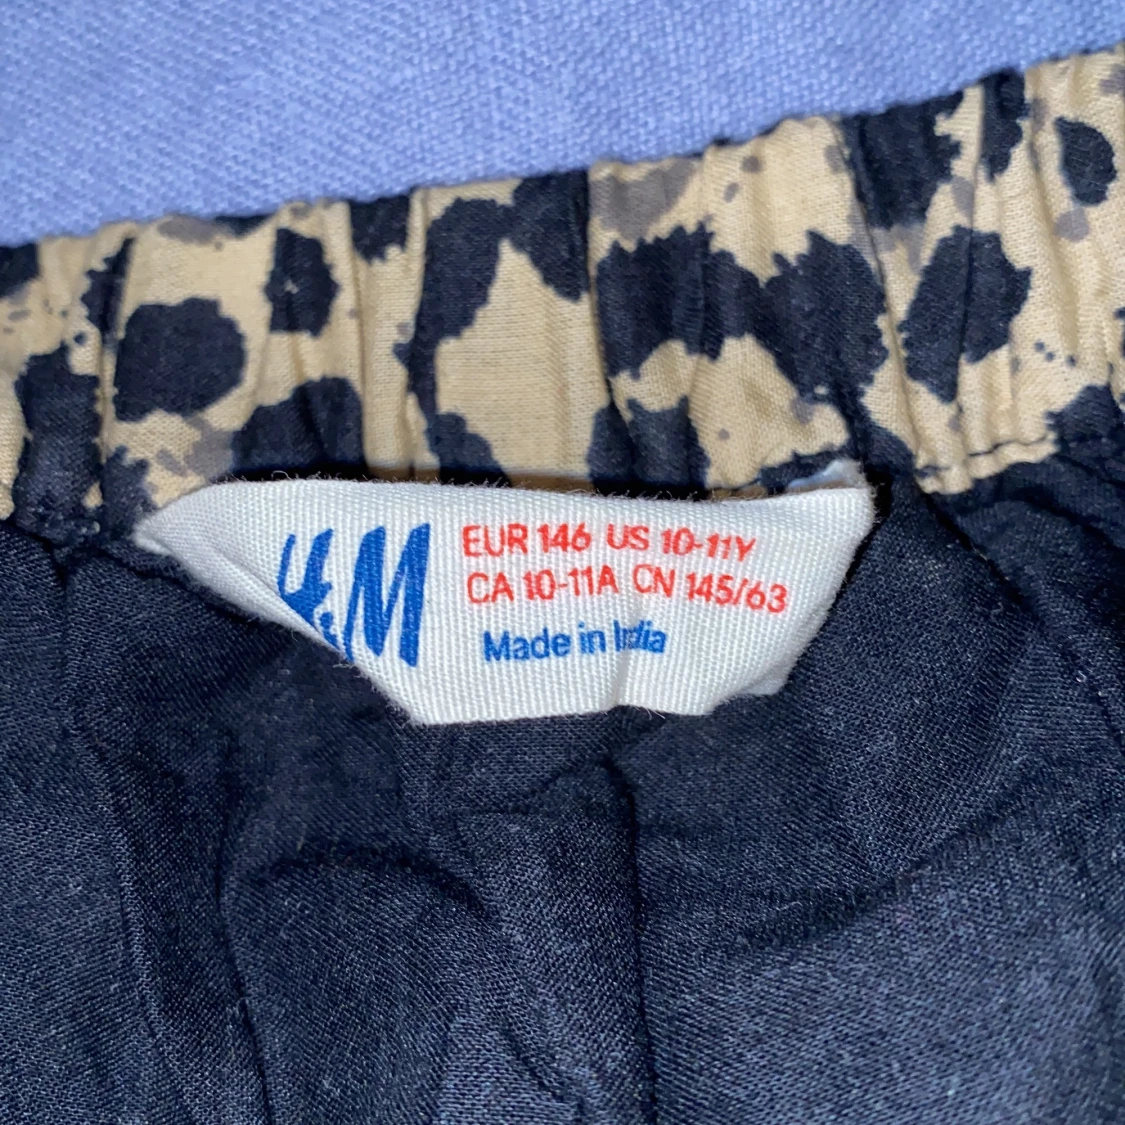 H&M
EUR 146 US 10-11Y
CA 10-11A CN 145/63
Made in India